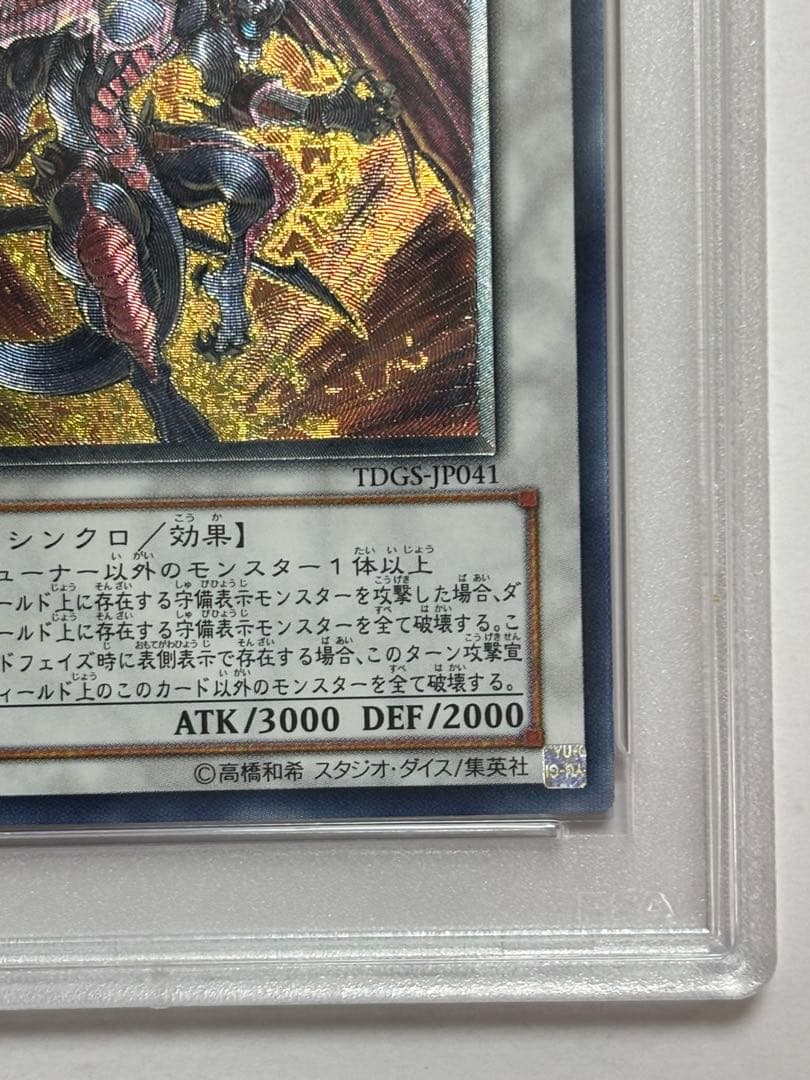 TDGS-JP041
シンクロ/効果】
ューナー以外のモンスター1体以上
ールド上に存在する守備表示モンスターを攻撃した場合、ダ
ールド上に存在する守備表示モンスターを全て破壊する。こ
ドフェイズ時に表側表示で存在する場合、このターン攻撃宣
ィールド上のこのカード以外のモンスターを全て破壊する。
ATK/3000 DEF/2000
©高橋和希 スタジオ・ダイス/集英社
PSA